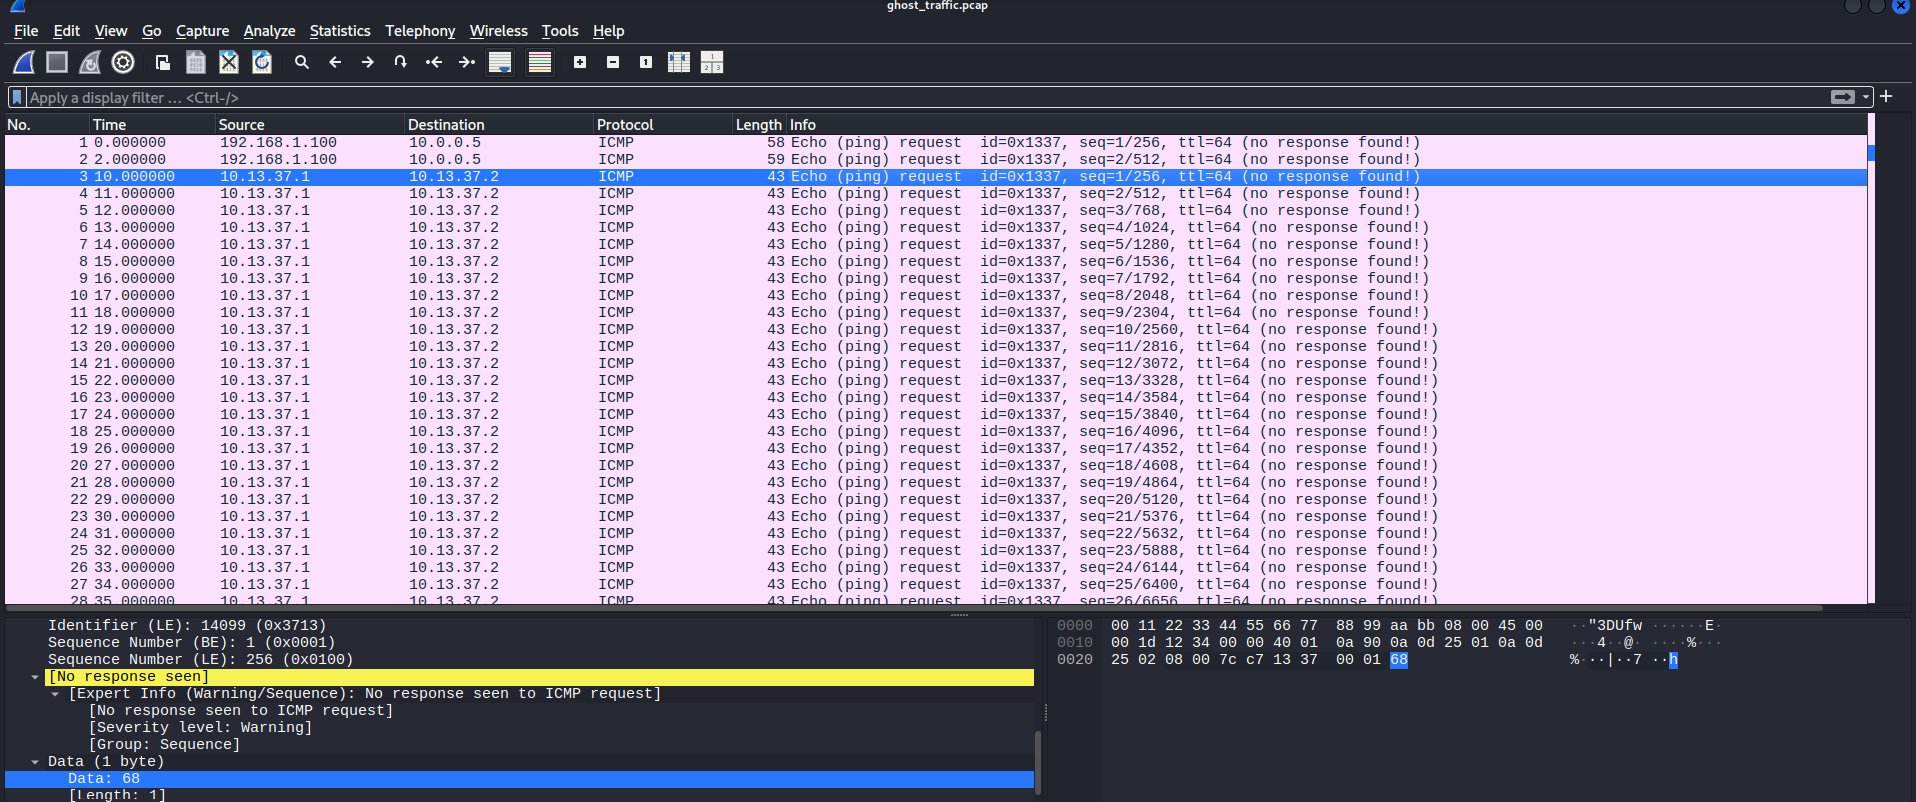 ghost_traffic.pcap
File Edit View Go Capture Analyze Statistics Telephony Wireless Tools Help
Apply a display filter … <Ctrl-/>
No. Time Source Destination Protocol Length Info
1 0.000000 192.168.1.100 10.0.0.5 ICMP 58 Echo (ping) request id=0x1337, seq=1/256, ttl=64 (no response found!)
2 2.000000 192.168.1.100 10.0.0.5 ICMP 59 Echo (ping) request id=0x1337, seq=2/512, ttl=64 (no response found!)
3 10.000000 10.13.37.1 10.13.37.2 ICMP 43 Echo (ping) request id=0x1337, seq=1/256, ttl=64 (no response found!)
4 11.000000 10.13.37.1 10.13.37.2 ICMP 43 Echo (ping) request id=0x1337, seq=2/512, ttl=64 (no response found!)
5 12.000000 10.13.37.1 10.13.37.2 ICMP 43 Echo (ping) request id=0x1337, seq=3/768, ttl=64 (no response found!)
6 13.000000 10.13.37.1 10.13.37.2 ICMP 43 Echo (ping) request id=0x1337, seq=4/1024, ttl=64 (no response found!)
7 14.000000 10.13.37.1 10.13.37.2 ICMP 43 Echo (ping) request id=0x1337, seq=5/1280, ttl=64 (no response found!)
8 15.000000 10.13.37.1 10.13.37.2 ICMP 43 Echo (ping) request id=0x1337, seq=6/1536, ttl=64 (no response found!)
9 16.000000 10.13.37.1 10.13.37.2 ICMP 43 Echo (ping) request id=0x1337, seq=7/1792, ttl=64 (no response found!)
10 17.000000 10.13.37.1 10.13.37.2 ICMP 43 Echo (ping) request id=0x1337, seq=8/2048, ttl=64 (no response found!)
11 18.000000 10.13.37.1 10.13.37.2 ICMP 43 Echo (ping) request id=0x1337, seq=9/2304, ttl=64 (no response found!)
12 19.000000 10.13.37.1 10.13.37.2 ICMP 43 Echo (ping) request id=0x1337, seq=10/2560, ttl=64 (no response found!)
13 20.000000 10.13.37.1 10.13.37.2 ICMP 43 Echo (ping) request id=0x1337, seq=11/2816, ttl=64 (no response found!)
14 21.000000 10.13.37.1 10.13.37.2 ICMP 43 Echo (ping) request id=0x1337, seq=12/3072, ttl=64 (no response found!)
15 22.000000 10.13.37.1 10.13.37.2 ICMP 43 Echo (ping) request id=0x1337, seq=13/3328, ttl=64 (no response found!)
16 23.000000 10.13.37.1 10.13.37.2 ICMP 43 Echo (ping) request id=0x1337, seq=14/3584, ttl=64 (no response found!)
17 24.000000 10.13.37.1 10.13.37.2 ICMP 43 Echo (ping) request id=0x1337, seq=15/3840, ttl=64 (no response found!)
18 25.000000 10.13.37.1 10.13.37.2 ICMP 43 Echo (ping) request id=0x1337, seq=16/4096, ttl=64 (no response found!)
19 26.000000 10.13.37.1 10.13.37.2 ICMP 43 Echo (ping) request id=0x1337, seq=17/4352, ttl=64 (no response found!)
20 27.000000 10.13.37.1 10.13.37.2 ICMP 43 Echo (ping) request id=0x1337, seq=18/4608, ttl=64 (no response found!)
21 28.000000 10.13.37.1 10.13.37.2 ICMP 43 Echo (ping) request id=0x1337, seq=19/4864, ttl=64 (no response found!)
22 29.000000 10.13.37.1 10.13.37.2 ICMP 43 Echo (ping) request id=0x1337, seq=20/5120, ttl=64 (no response found!)
23 30.000000 10.13.37.1 10.13.37.2 ICMP 43 Echo (ping) request id=0x1337, seq=21/5376, ttl=64 (no response found!)
24 31.000000 10.13.37.1 10.13.37.2 ICMP 43 Echo (ping) request id=0x1337, seq=22/5632, ttl=64 (no response found!)
25 32.000000 10.13.37.1 10.13.37.2 ICMP 43 Echo (ping) request id=0x1337, seq=23/5888, ttl=64 (no response found!)
26 33.000000 10.13.37.1 10.13.37.2 ICMP 43 Echo (ping) request id=0x1337, seq=24/6144, ttl=64 (no response found!)
27 34.000000 10.13.37.1 10.13.37.2 ICMP 43 Echo (ping) request id=0x1337, seq=25/6400, ttl=64 (no response found!)
28 35.000000 10.13.37.1 10.13.37.2 ICMP 43 Echo (ping) request id=0x1337, seq=26/6656, ttl=64 (no response found!)
Identifier (LE): 14099 (0x3713)
Sequence Number (BE): 1 (0x0001)
Sequence Number (LE): 256 (0x0100)
[No response seen]
[Expert Info (Warning/Sequence): No response seen to ICMP request]
[No response seen to ICMP request]
[Severity level: Warning]
[Group: Sequence]
Data (1 byte)
Data: 68
[Length: 1]
0000 00 11 22 33 44 55 66 77 88 99 aa bb 08 00 45 00 ··"3DUfw ······E·
0010 00 1d 12 34 00 00 40 01 0a 90 0a 0d 25 01 0a 0d ···4··@· ····%···
0020 25 02 08 00 7c c7 13 37 00 01 68 %···|··7 ··h